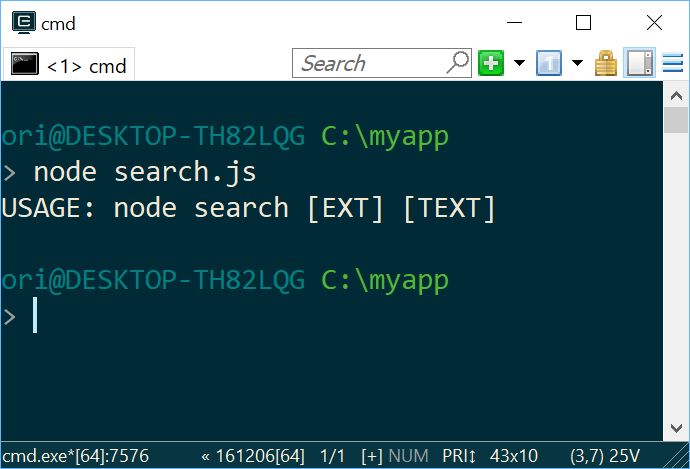 cmd
<1> cmd
Search
1
ori@DESKTOP-TH82LQG C:\myapp
> node search.js
USAGE: node search [EXT] [TEXT]
ori@DESKTOP-TH82LQG C:\myapp
>
cmd.exe*[64]:7576 « 161206[64] 1/1 [+] NUM PRI↕ 43x10 (3,7) 25V